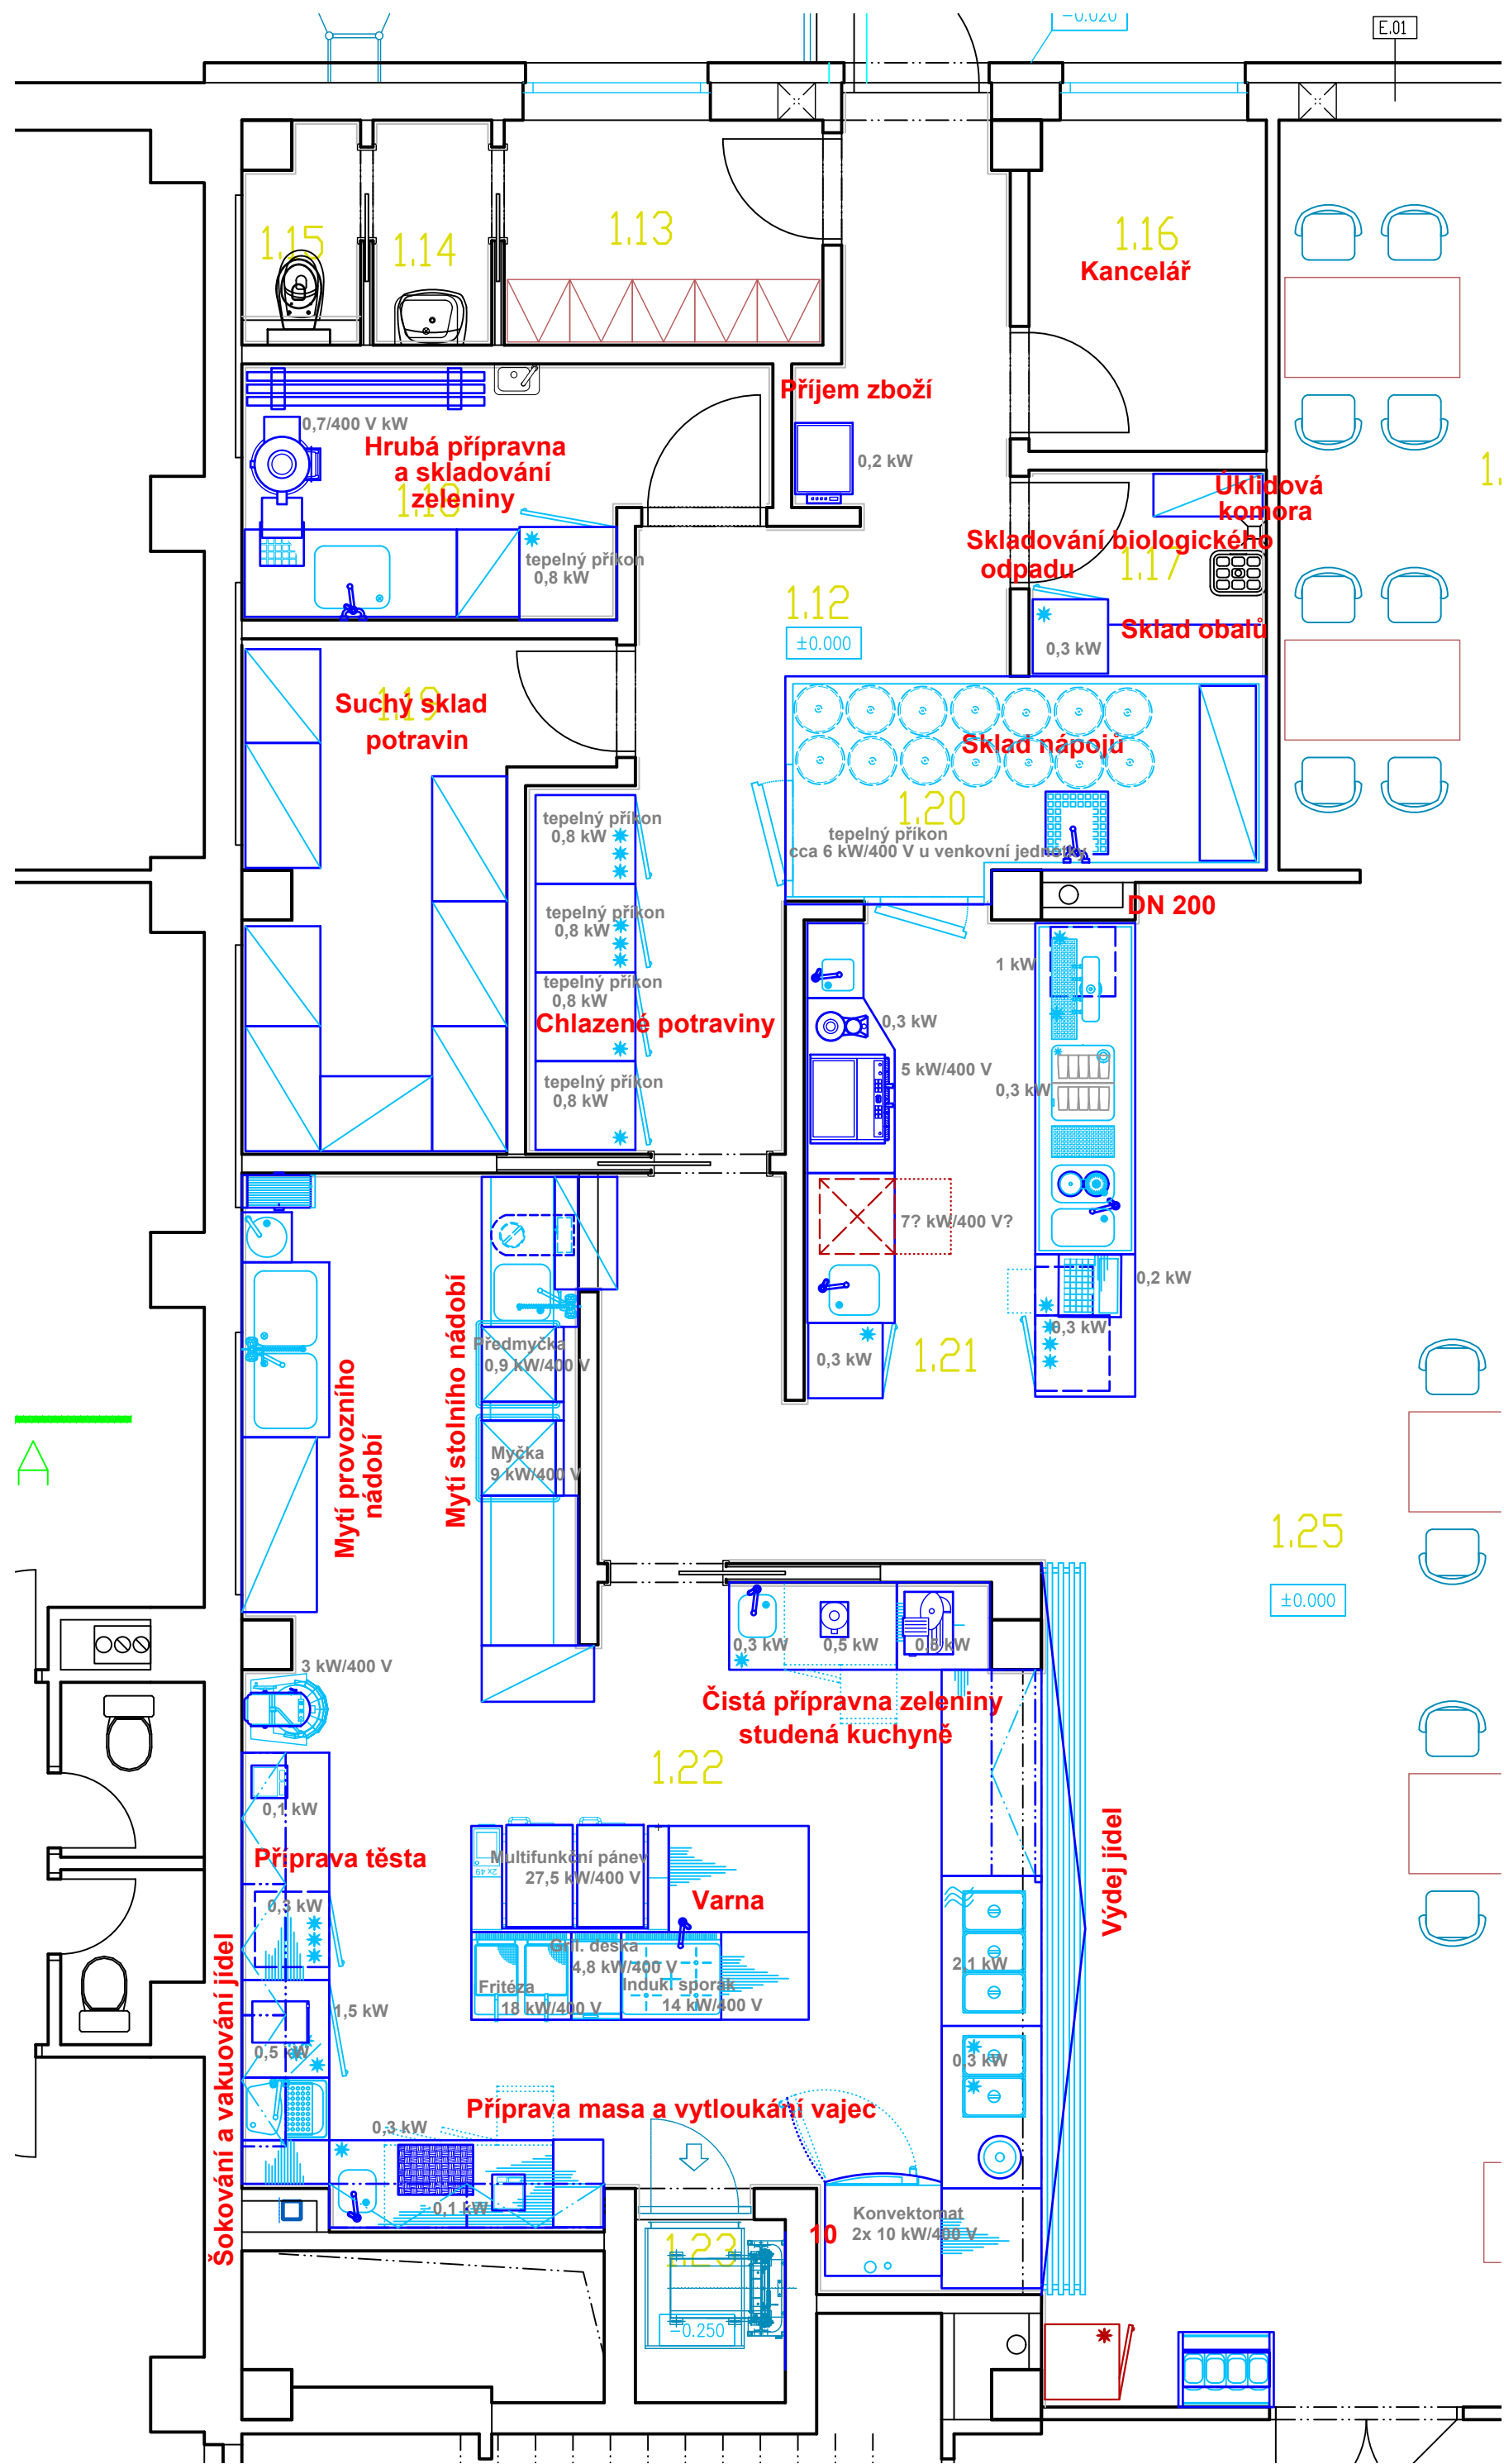 -0.020
E.01
1.15
1.14
1.13
1.16
Kancelář
Příjem zboží
0,7/400 V kW
Hrubá přípravna
a skladování
zeleniny
1.18
0,2 kW
Úklidová
komora
Skladování biologického
odpadu
1.17
tepelný příkon
0,8 kW
1.12
±0.000
Sklad obalů
0,3 kW
1.19
Suchý sklad
potravin
Sklad nápojů
1.20
tepelný příkon
cca 6 kW/400 V u venkovní jednotky
tepelný příkon
0,8 kW
tepelný příkon
0,8 kW
tepelný příkon
0,8 kW
Chlazené potraviny
tepelný příkon
0,8 kW
DN 200
1 kW
0,3 kW
5 kW/400 V
0,3 kW
7? kW/400 V?
0,2 kW
0,3 kW
0,3 kW
1.21
Mytí stolního nádobí
Předmyčka
0,9 kW/400 V
Myčka
9 kW/400 V
Mytí provozního
nádobí
A
1.25
±0.000
3 kW/400 V
0,3 kW
0,5 kW
Čistá přípravna zeleniny
studená kuchyně
1.22
0,1 kW
Příprava těsta
Multifunkční pánev
27,5 kW/400 V
Varna
Výdej jídel
0,3 kW
Gril. deska
4,8 kW/400 V
Fritéza
18 kW/400 V
Indukl sporák
14 kW/400 V
2,1 kW
1,5 kW
0,5 kW
0,3 kW
Šokování a vakuování jídel
Příprava masa a vytloukání vajec
0,3 kW
0,1 kW
10
Konvektomat
2x 10 kW/400 V
1.23
-0.250